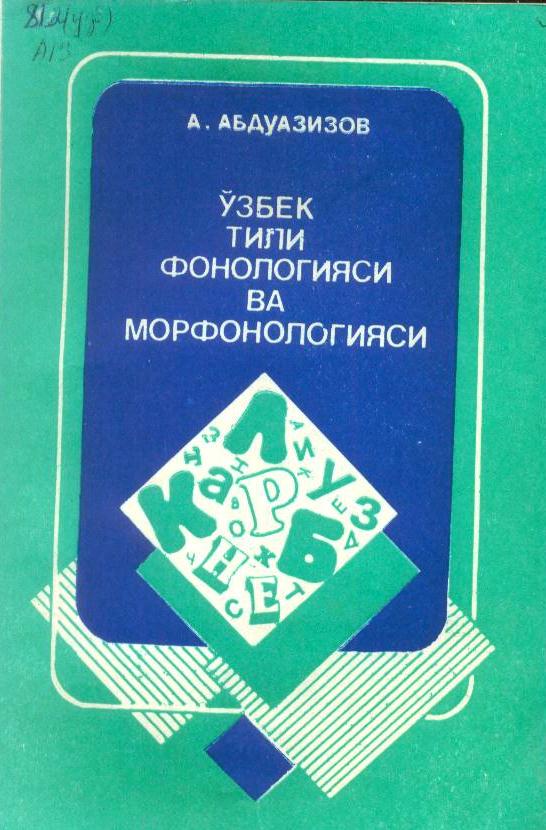 А. АБДУАЗИЗОВ
ЎЗБЕК
ТИЛИ
ФОНОЛОГИЯСИ
ВА
МОРФОНОЛОГИЯСИ